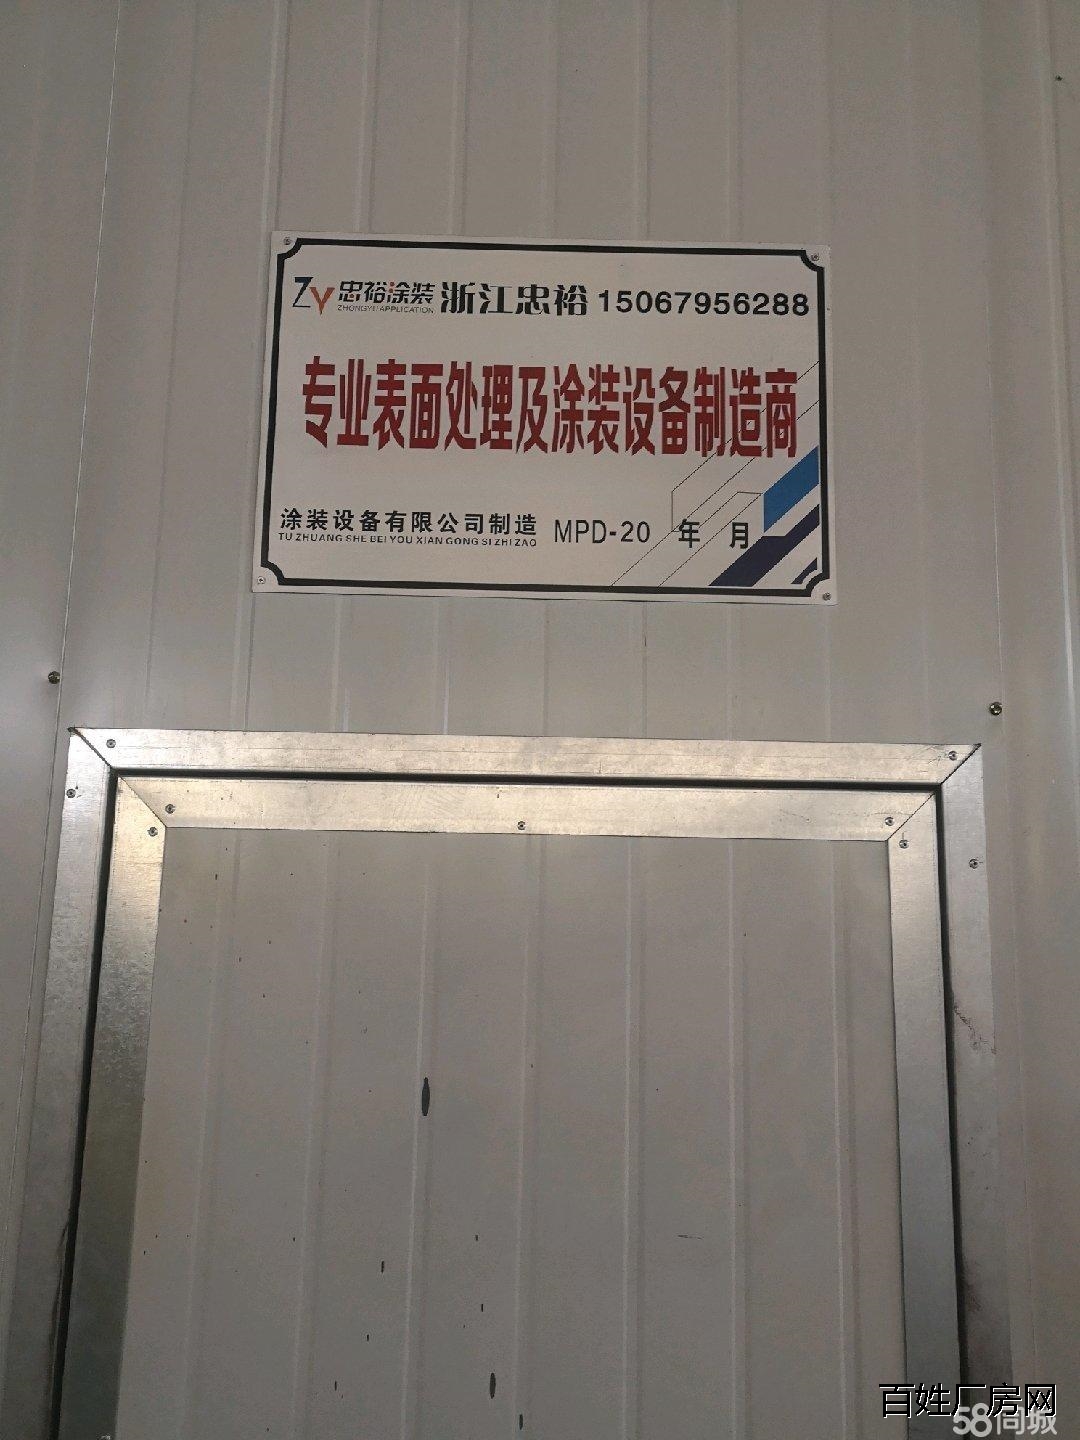 ZY 忠裕涂装 浙江忠裕 15067956288
ZHONGYU APPLICATION
专业表面处理及涂装设备制造商
涂装设备有限公司制造 MPD-20 年 月
TU ZHUANG SHE BEI YOU XIAN GONG SI ZHI ZAO
百姓厂房网
58同城